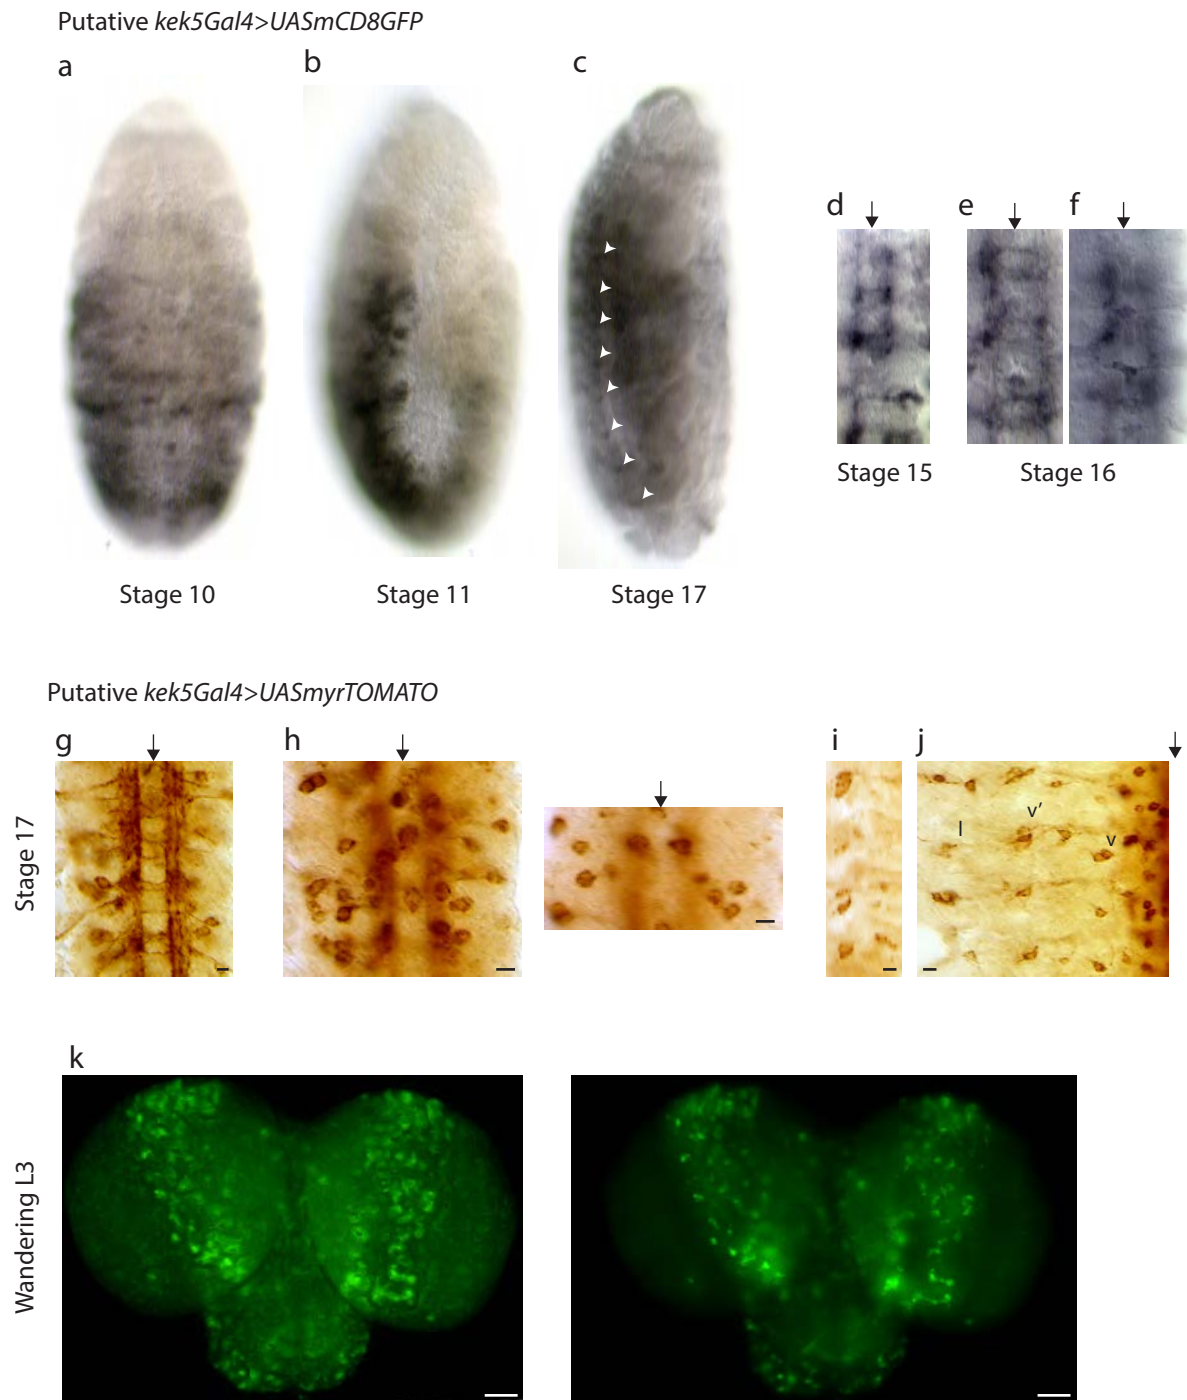 Putative kek5Gal4>UASmCD8GFP
a
b
c
d
e
f
Stage 15
Stage 16
Stage 10
Stage 11
Stage 17
Putative kek5Gal4>UASmyrTOMATO
g
h
i
j
Stage 17
l
v'
v
k
Wandering L3